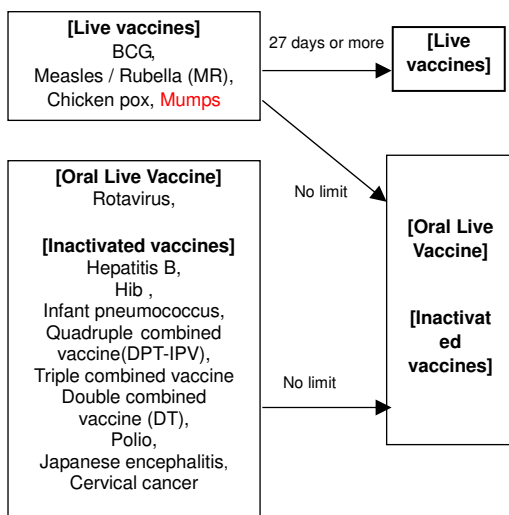 [Live vaccines]
BCG,
Measles / Rubella (MR),
Chicken pox, Mumps
27 days or more
[Live
vaccines]
No limit
[Oral Live Vaccine]
Rotavirus,
[Inactivated vaccines]
Hepatitis B,
Hib ,
Infant pneumococcus,
Quadruple combined
vaccine(DPT-IPV),
Triple combined vaccine
Double combined
vaccine (DT),
Polio,
Japanese encephalitis,
Cervical cancer
No limit
[Oral Live
Vaccine]
[Inactivat
ed
vaccines]